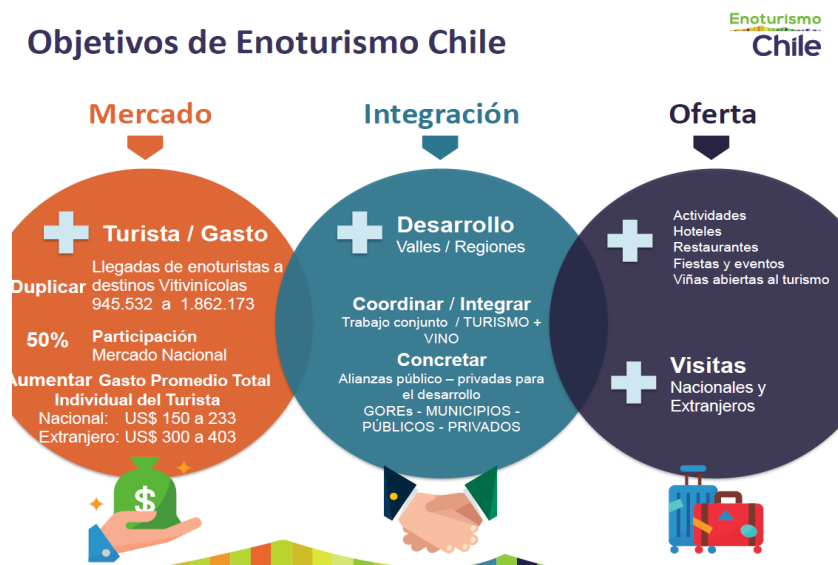 Objetivos de Enoturismo Chile
Enoturismo
Chile
Mercado
Turista / Gasto
Duplicar
Llegadas de enoturistas a
destinos Vitivinícolas
945.532 a 1.862.173
50%
Participación
Mercado Nacional
Aumentar Gasto Promedio Total
Individual del Turista
Nacional: US$ 150 a 233
Extranjero: US$ 300 a 403
$
Integración
Desarrollo
Valles / Regiones
Coordinar / Integrar
Trabajo conjunto / TURISMO +
VINO
Concretar
Alianzas público – privadas para
el desarrollo
GOREs - MUNICIPIOS -
PÚBLICOS - PRIVADOS
Oferta
Actividades
Hoteles
Restaurantes
Fiestas y eventos
Viñas abiertas al turismo
Visitas
Nacionales y
Extranjeros